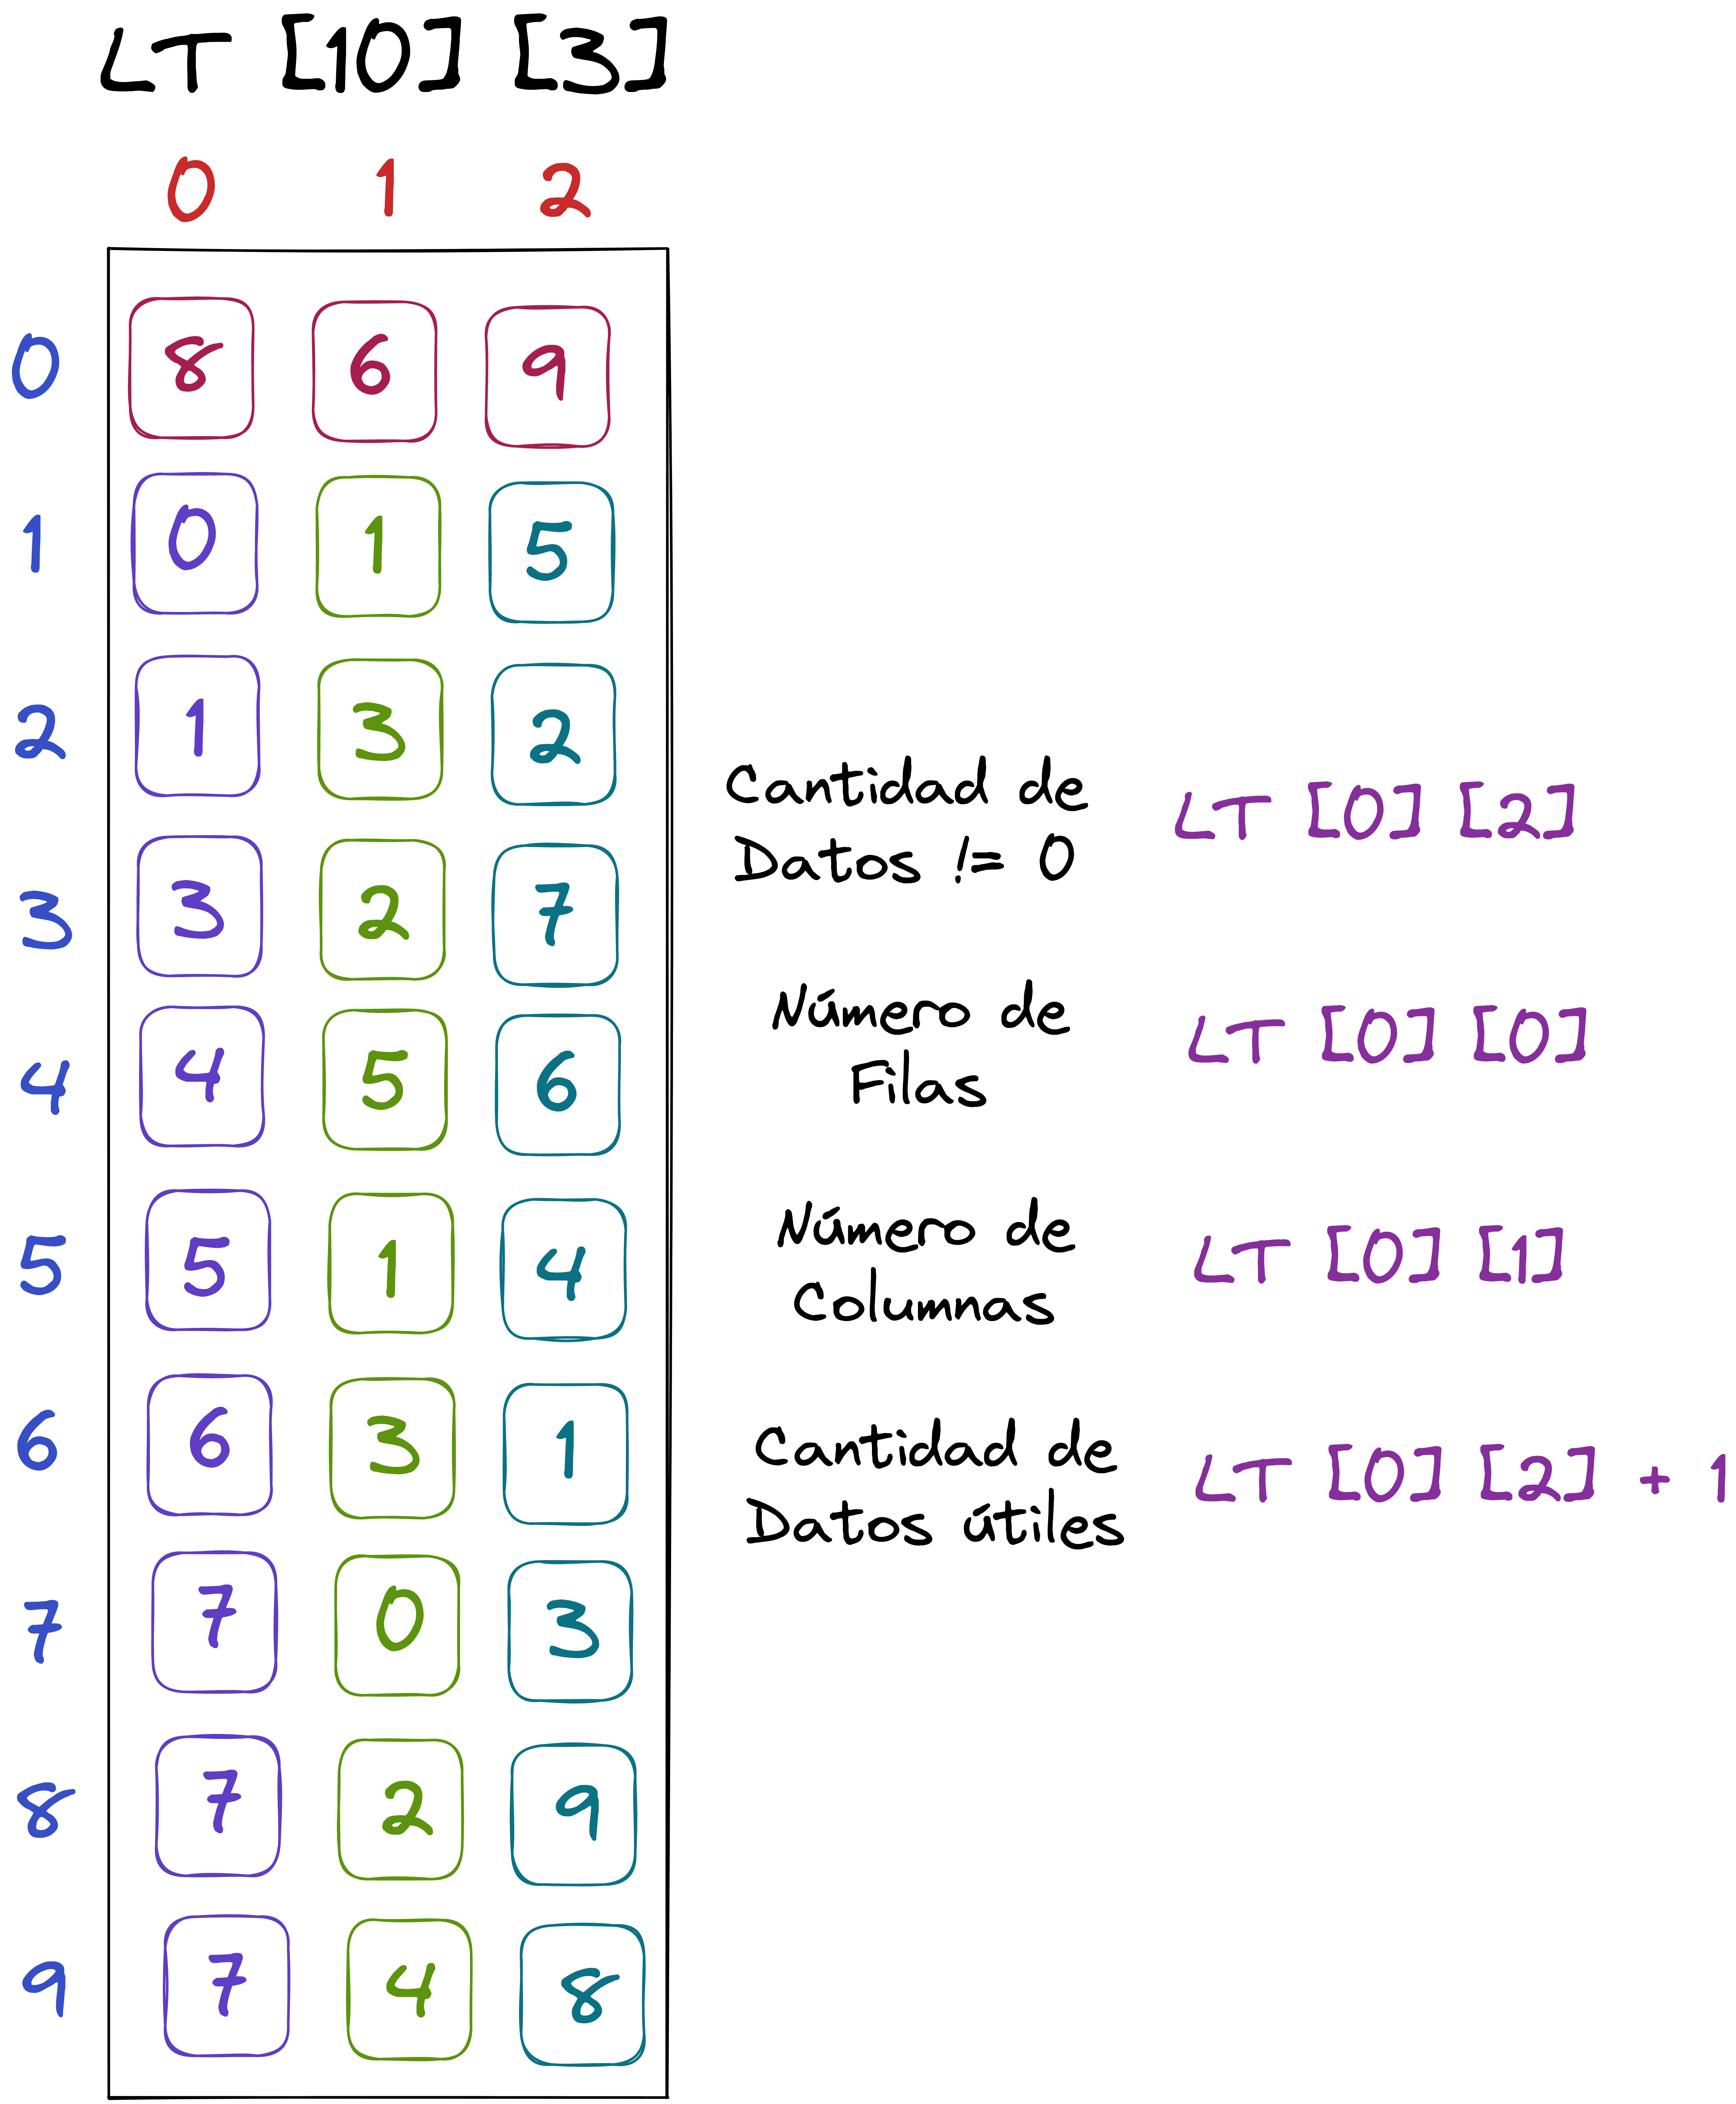 LT [10] [3]
0 1 2
0 8 6 9
1 0 1 5
2 1 3 2
Cantidad de
Datos != 0
LT [0] [2]
3 3 2 7
Número de
Filas
LT [0] [0]
4 4 5 6
5 5 1 4
Número de
Columnas
LT [0] [1]
6 6 3 1
Cantidad de
Datos útiles
LT [0] [2] + 1
7 7 0 3
8 7 2 9
9 7 4 8